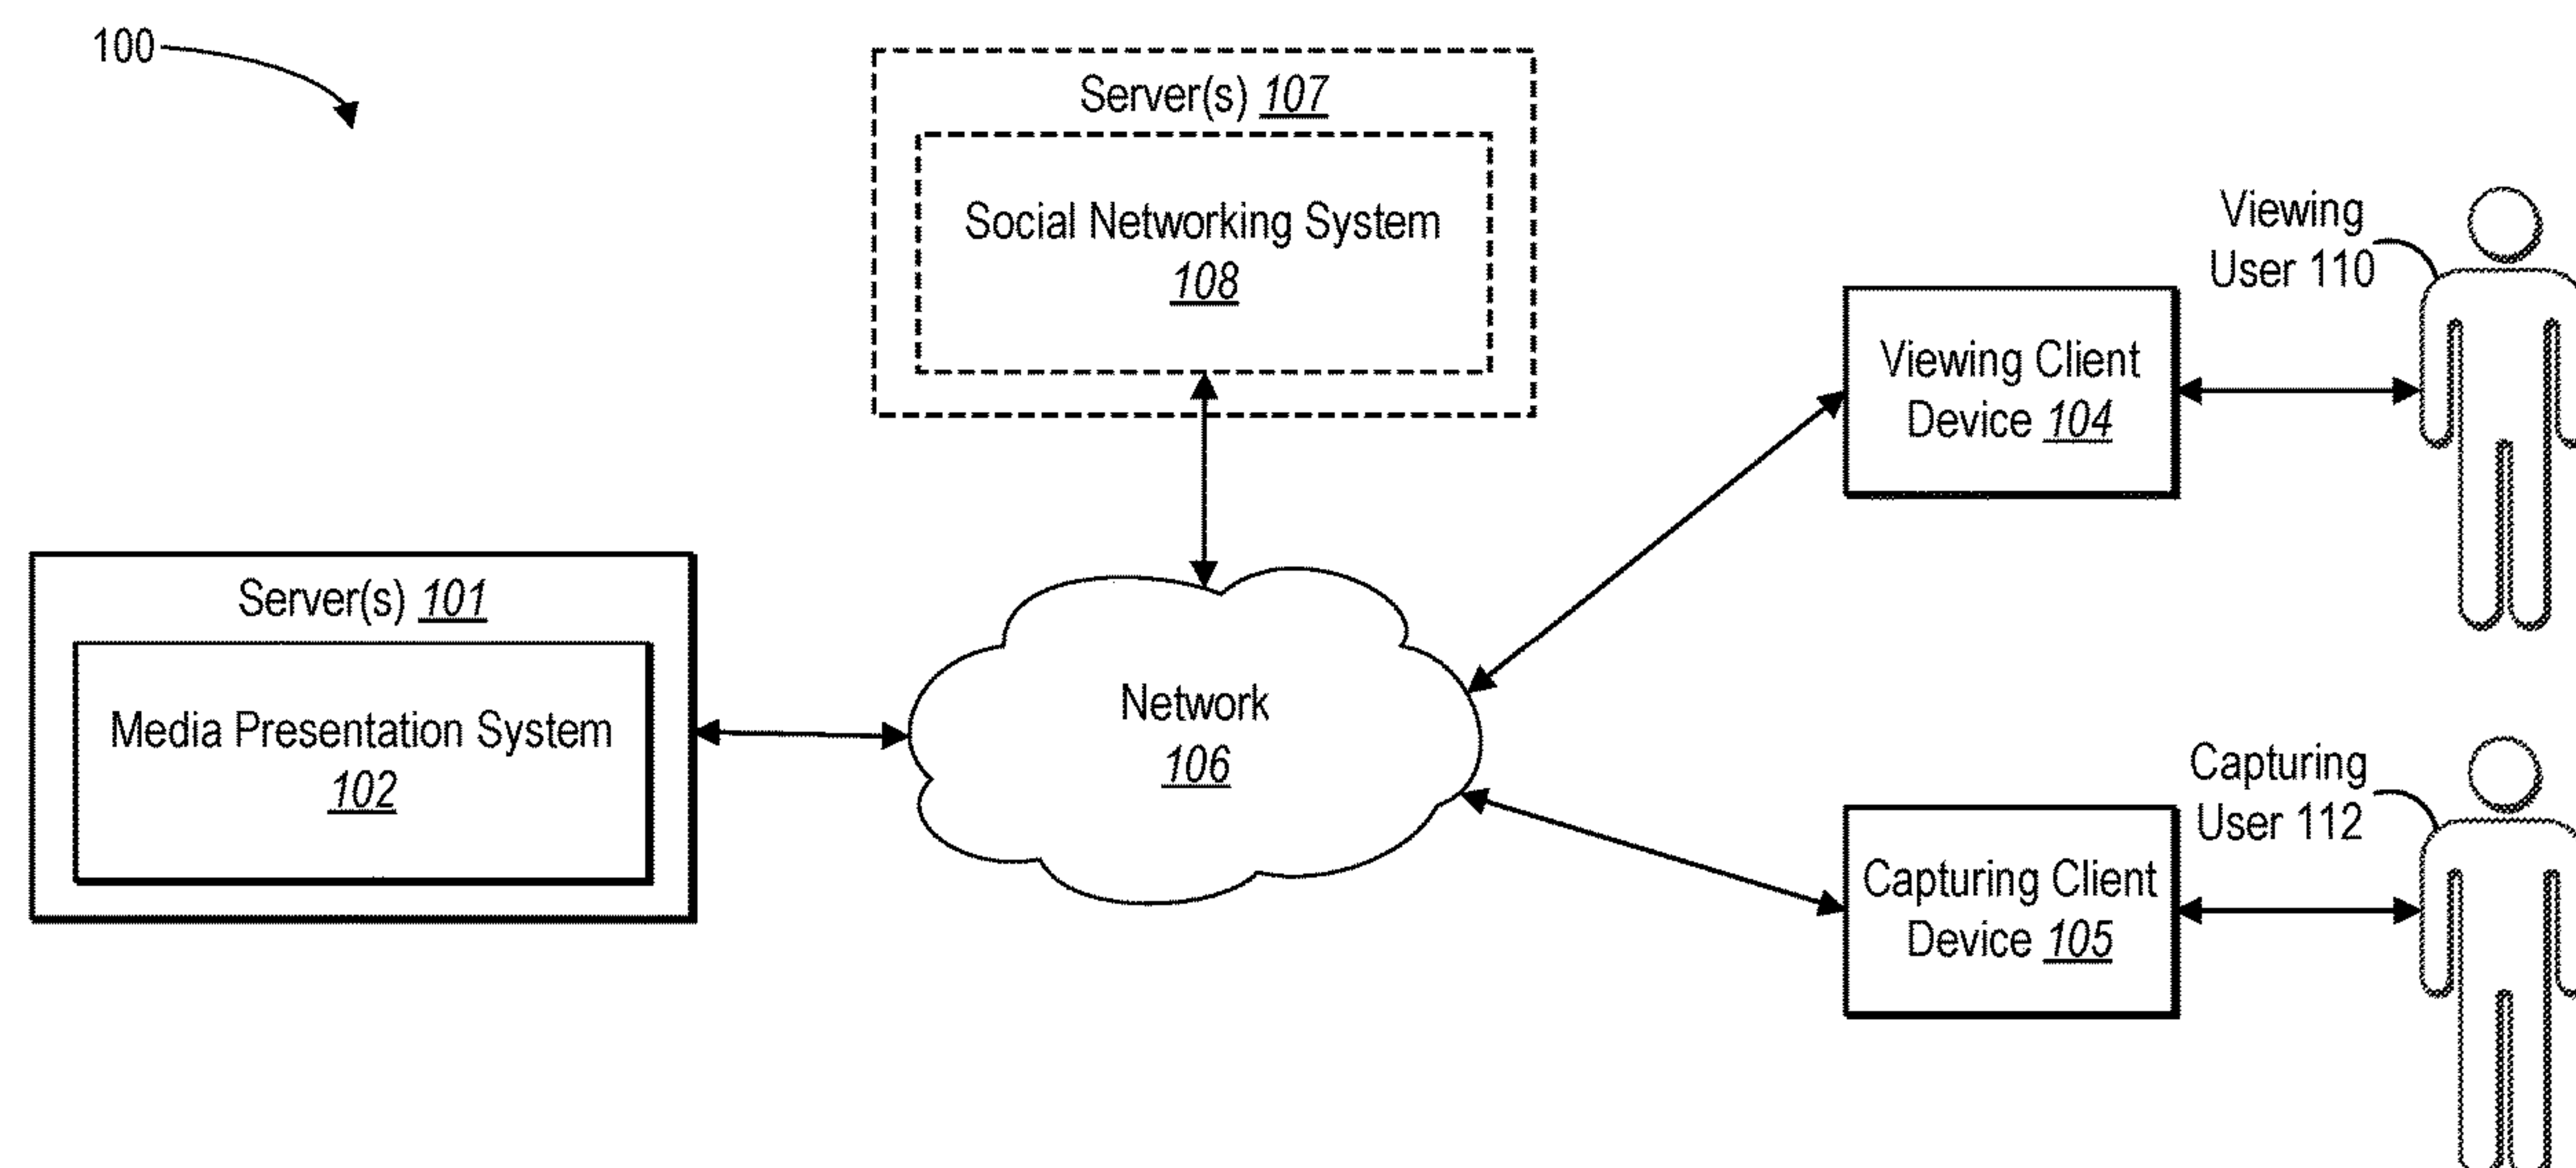 100
Server(s) 107
Social Networking System
108
Viewing
User 110
Viewing Client
Device 104
Server(s) 101
Media Presentation System
102
Network
106
Capturing
User 112
Capturing Client
Device 105